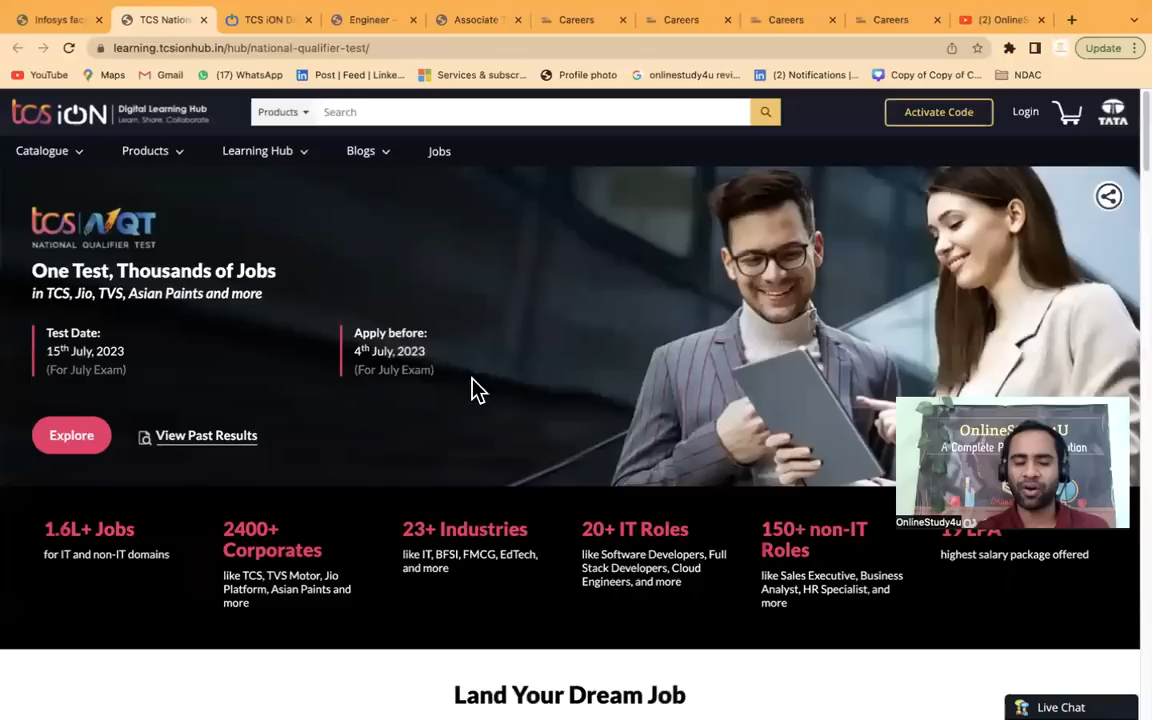 Infosys fac
TCS Nation
TCS iON D
Engineer –
Associate T
Careers
Careers
Careers
Careers
(2) OnlineS
learning.tcsionhub.in/hub/national-qualifier-test/
Update
YouTube
Maps
Gmail
(17) WhatsApp
Post | Feed | Linke...
Services & subscr...
Profile photo
onlinestudy4u revi...
(2) Notifications |...
Copy of Copy of C...
NDAC
tcs iON
Digital Learning Hub
Learn. Share. Collaborate
Products
Search
Activate Code
Login
TATA
Catalogue
Products
Learning Hub
Blogs
Jobs
tcs NQT
NATIONAL QUALIFIER TEST
One Test, Thousands of Jobs
in TCS, Jio, TVS, Asian Paints and more
Test Date:
15th July, 2023
(For July Exam)
Apply before:
4th July, 2023
(For July Exam)
Explore
View Past Results
OnlineStudy4u
1.6L+ Jobs
for IT and non-IT domains
2400+
Corporates
like TCS, TVS Motor, Jio
Platform, Asian Paints and
more
23+ Industries
like IT, BFSI, FMCG, EdTech,
and more
20+ IT Roles
like Software Developers, Full
Stack Developers, Cloud
Engineers, and more
150+ non-IT
Roles
like Sales Executive, Business
Analyst, HR Specialist, and
more
19 LPA
highest salary package offered
Land Your Dream Job
Live Chat